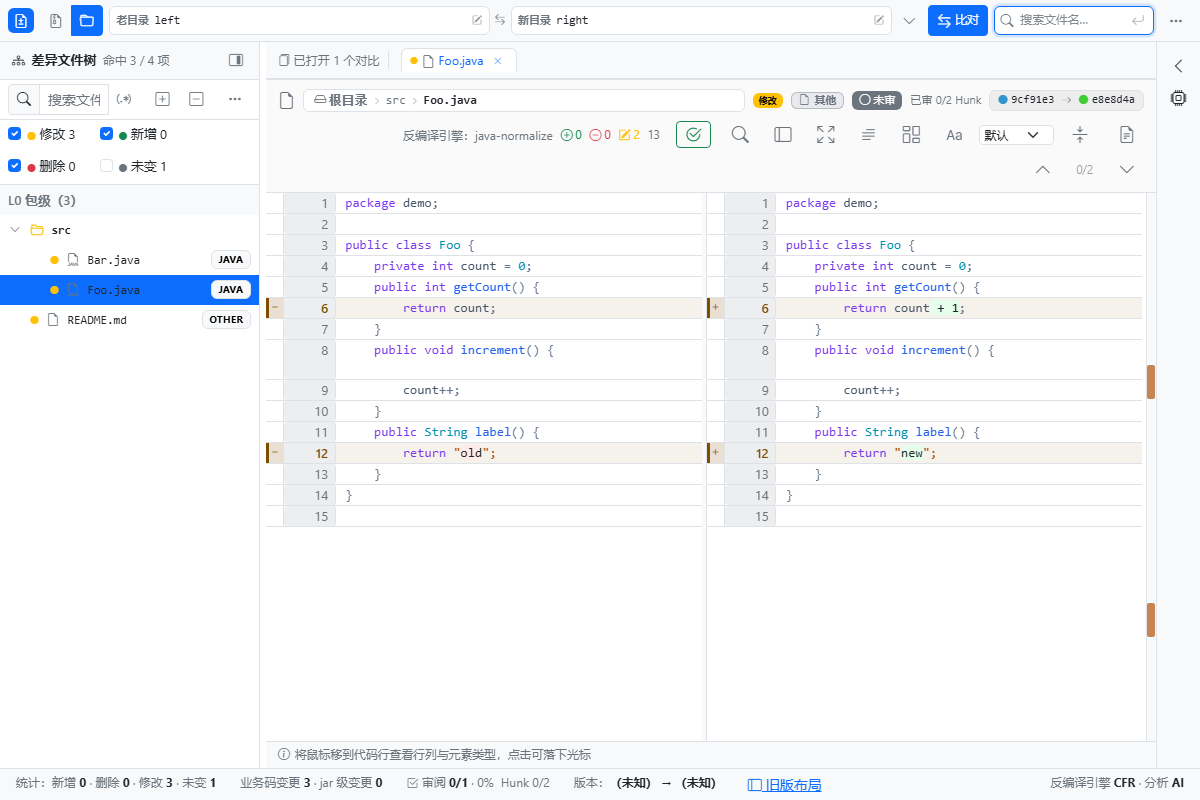 老目录 left
新目录 right
比对
搜索文件名...
差异文件树 命中 3 / 4 项
已打开 1 个对比
Foo.java ×
搜索文件
(.*)
修改 3
新增 0
删除 0
未变 1
L0 包级 (3)
src
Bar.java JAVA
Foo.java JAVA
README.md OTHER
根目录 › src › Foo.java
修改
其他
未审
已审 0/2 Hunk
9cf91e3 → e8e8d4a
反编译引擎: java-normalize
0 0 2 13
Aa
默认
0/2
1 package demo;
2
3 public class Foo {
4 private int count = 0;
5 public int getCount() {
− 6 return count;
7 }
8 public void increment() {
9 count++;
10 }
11 public String label() {
− 12 return "old";
13 }
14 }
15
1 package demo;
2
3 public class Foo {
4 private int count = 0;
5 public int getCount() {
+ 6 return count + 1;
7 }
8 public void increment() {
9 count++;
10 }
11 public String label() {
+ 12 return "new";
13 }
14 }
15
将鼠标移到代码行查看行列与元素类型，点击可落下光标
统计: 新增 0 · 删除 0 · 修改 3 · 未变 1
业务码变更 3 · jar 级变更 0
审阅 0/1 · 0% Hunk 0/2
版本: (未知) → (未知)
旧版布局
反编译引擎 CFR · 分析 AI